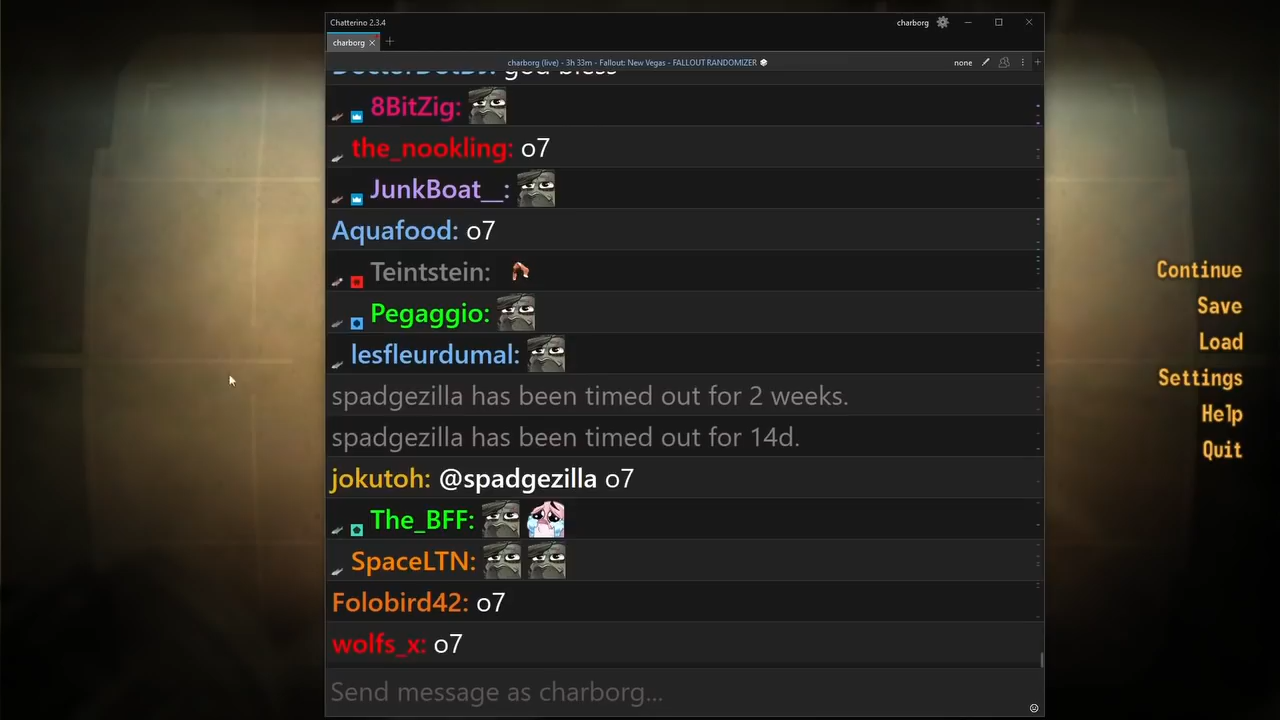 Chatterino 2.3.4
charborg
charborg
charborg (live) - 3h 33m - Fallout: New Vegas - FALLOUT RANDOMIZER
none
god bless
8BitZig:
the_nookling: o7
JunkBoat__:
Aquafood: o7
Teintstein:
Pegaggio:
lesfleurdumal:
spadgezilla has been timed out for 2 weeks.
spadgezilla has been timed out for 14d.
jokutoh: @spadgezilla o7
The_BFF:
SpaceLTN:
Folobird42: o7
wolfs_x: o7
Send message as charborg...
Continue
Save
Load
Settings
Help
Quit